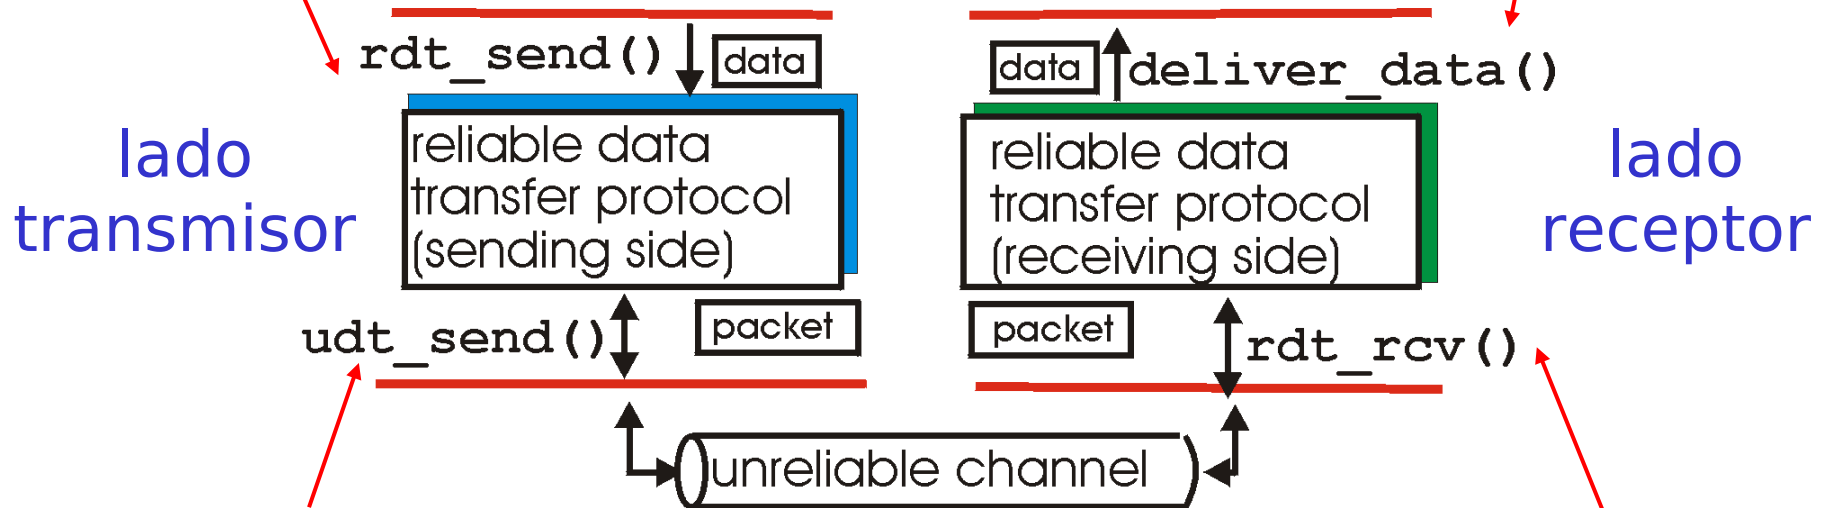 rdt_send()
data
data
deliver_data()
lado
transmisor
reliable data
transfer protocol
(sending side)
reliable data
transfer protocol
(receiving side)
lado
receptor
udt_send()
packet
packet
rdt_rcv()
unreliable channel